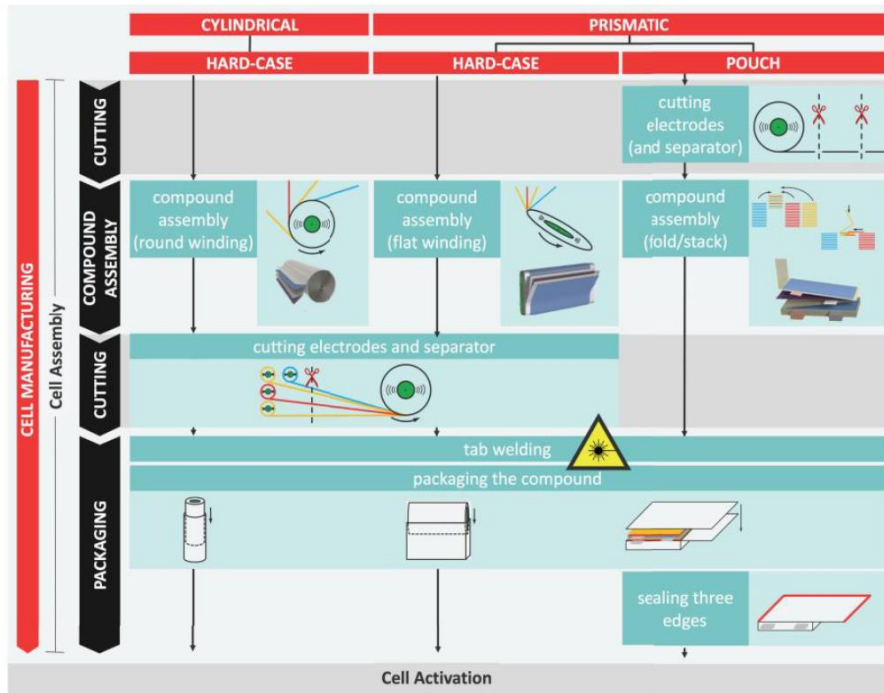 CYLINDRICAL
PRISMATIC
HARD-CASE
HARD-CASE
POUCH
CELL MANUFACTURING
Cell Assembly
CUTTING
cutting
electrodes
(and separator)
COMPOUND
ASSEMBLY
compound
assembly
(round winding)
compound
assembly
(flat winding)
compound
assembly
(fold/stack)
CUTTING
cutting electrodes and separator
PACKAGING
tab welding
packaging the compound
sealing three
edges
Cell Activation